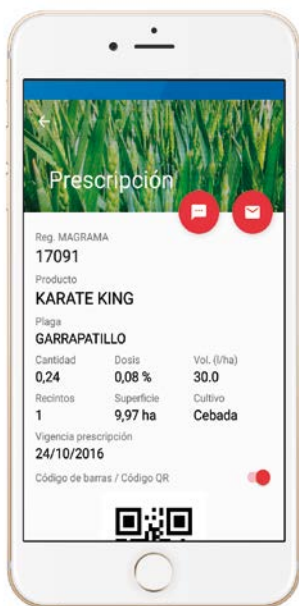 Prescripción
Reg. MAGRAMA
17091
Producto
KARATE KING
Plaga
GARRAPATILLO
Cantidad Dosis Vol. (l/ha)
0,24 0,08 % 30.0
Recintos Superficie Cultivo
1 9,97 ha Cebada
Vigencia prescripción
24/10/2016
Código de barras / Código QR